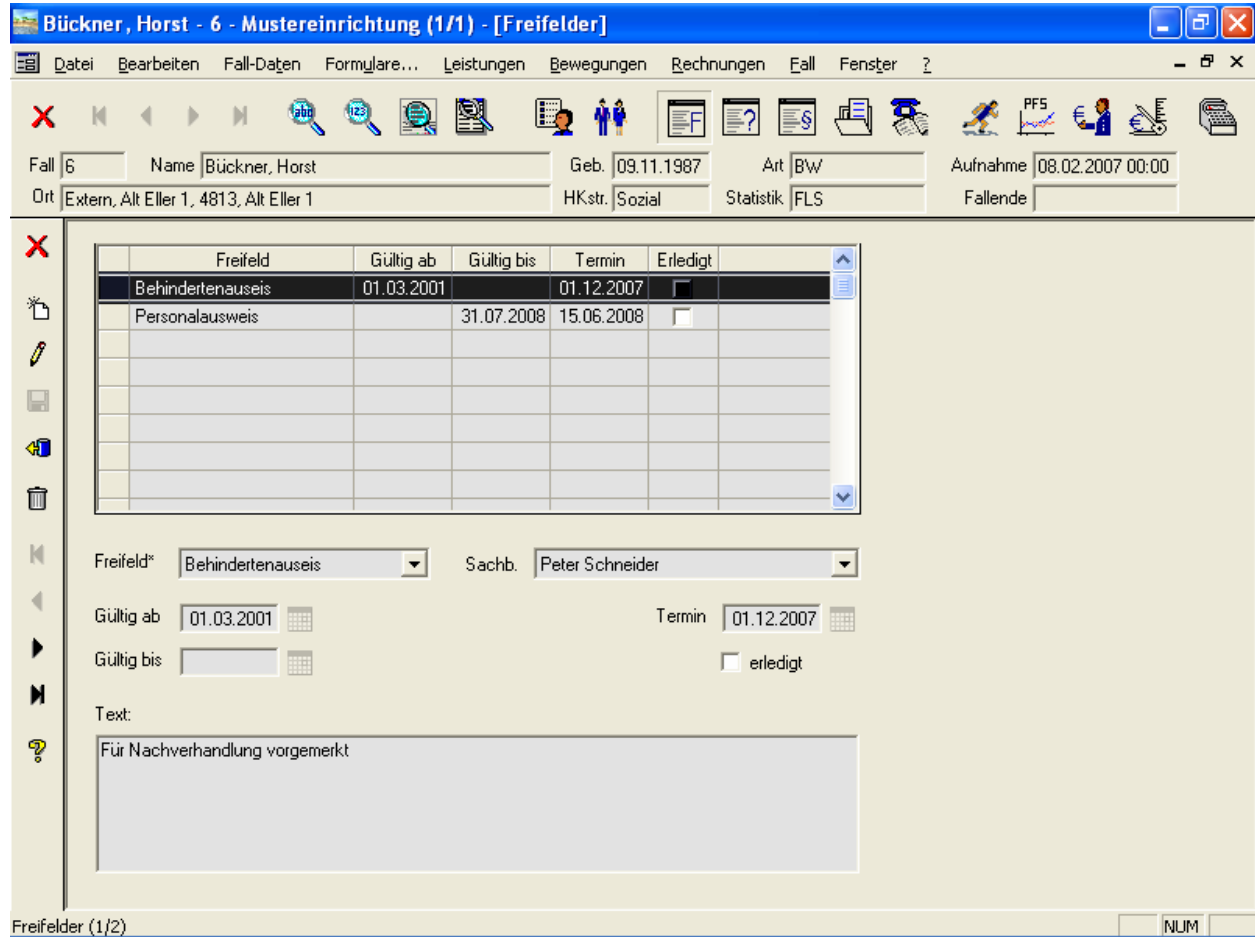 Bückner, Horst - 6 - Mustereinrichtung (1/1) - [Freifelder]
Datei Bearbeiten Fall-Daten Formulare... Leistungen Bewegungen Rechnungen Fall Fenster ?
abc 123 F ? § PFS € €
Fall 6 Name Bückner, Horst Geb. 09.11.1987 Art BW Aufnahme 08.02.2007 00:00
Ort Extern, Alt Eller 1, 4813, Alt Eller 1 HKstr. Sozial Statistik FLS Fallende
Freifeld Gültig ab Gültig bis Termin Erledigt
Behindertenauseis 01.03.2001 01.12.2007
Personalausweis 31.07.2008 15.06.2008
Freifeld* Behindertenauseis Sachb. Peter Schneider
Gültig ab 01.03.2001 Termin 01.12.2007
Gültig bis erledigt
Text:
Für Nachverhandlung vorgemerkt
Freifelder (1/2) NUM